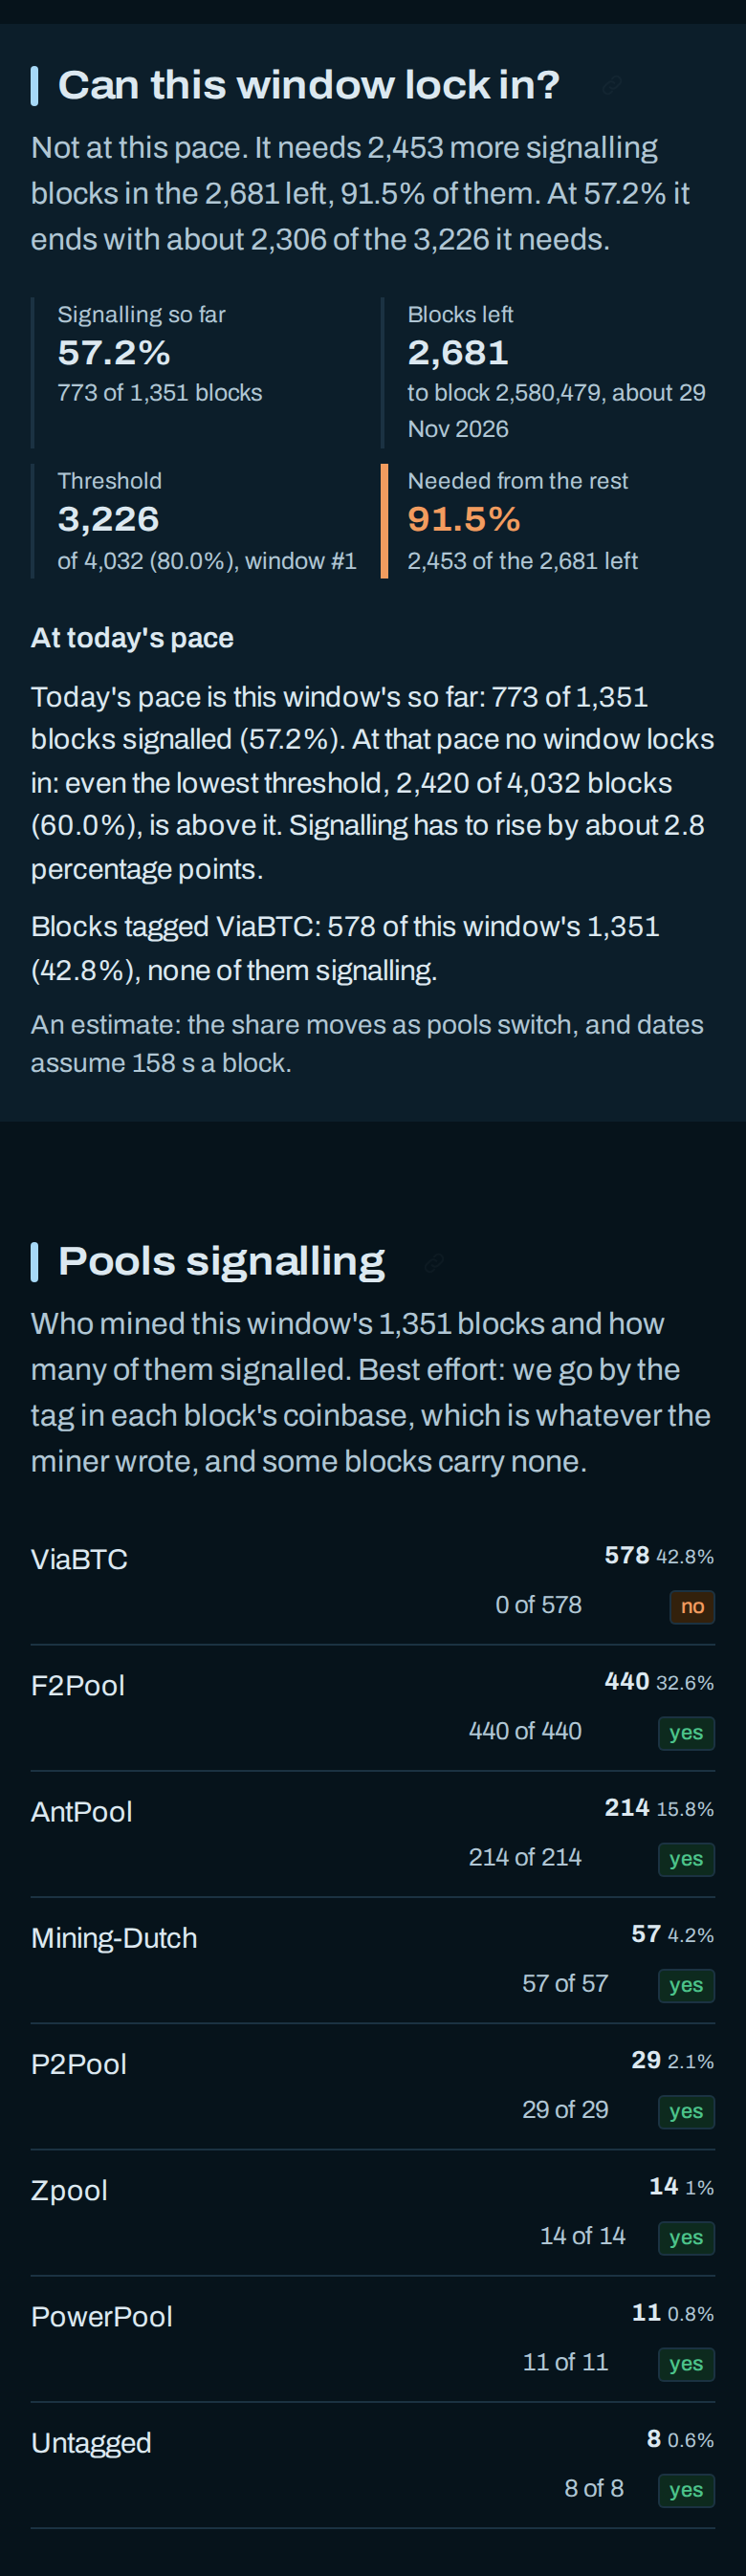 Can this window lock in?
Not at this pace. It needs 2,453 more signalling
blocks in the 2,681 left, 91.5% of them. At 57.2% it
ends with about 2,306 of the 3,226 it needs.
Signalling so far
57.2%
773 of 1,351 blocks
Blocks left
2,681
to block 2,580,479, about 29
Nov 2026
Threshold
3,226
of 4,032 (80.0%), window #1
Needed from the rest
91.5%
2,453 of the 2,681 left
At today's pace
Today's pace is this window's so far: 773 of 1,351
blocks signalled (57.2%). At that pace no window locks
in: even the lowest threshold, 2,420 of 4,032 blocks
(60.0%), is above it. Signalling has to rise by about 2.8
percentage points.
Blocks tagged ViaBTC: 578 of this window's 1,351
(42.8%), none of them signalling.
An estimate: the share moves as pools switch, and dates
assume 158 s a block.
Pools signalling
Who mined this window's 1,351 blocks and how
many of them signalled. Best effort: we go by the
tag in each block's coinbase, which is whatever the
miner wrote, and some blocks carry none.
ViaBTC 578 42.8%
0 of 578 no
F2Pool 440 32.6%
440 of 440 yes
AntPool 214 15.8%
214 of 214 yes
Mining-Dutch 57 4.2%
57 of 57 yes
P2Pool 29 2.1%
29 of 29 yes
Zpool 14 1%
14 of 14 yes
PowerPool 11 0.8%
11 of 11 yes
Untagged 8 0.6%
8 of 8 yes